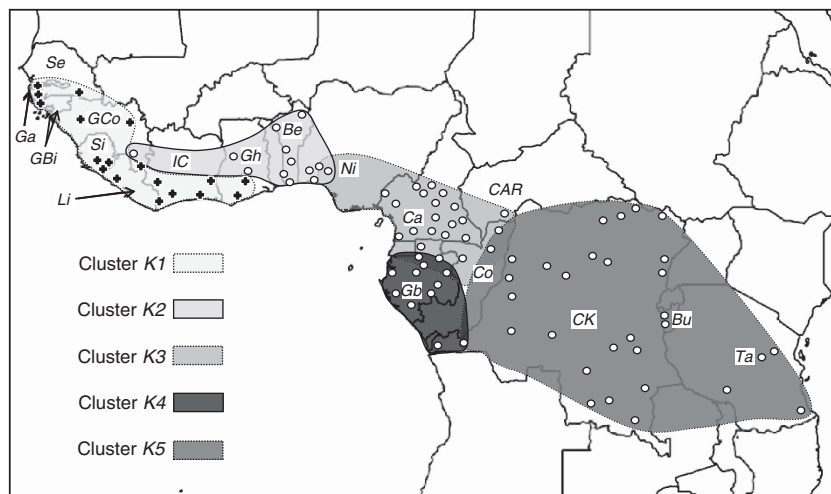 Se
Ga
GBi
GCo
Si
Li
IC
Gh
Be
Ni
Ca
CAR
Co
Gb
CK
Bu
Ta
Cluster K1
Cluster K2
Cluster K3
Cluster K4
Cluster K5